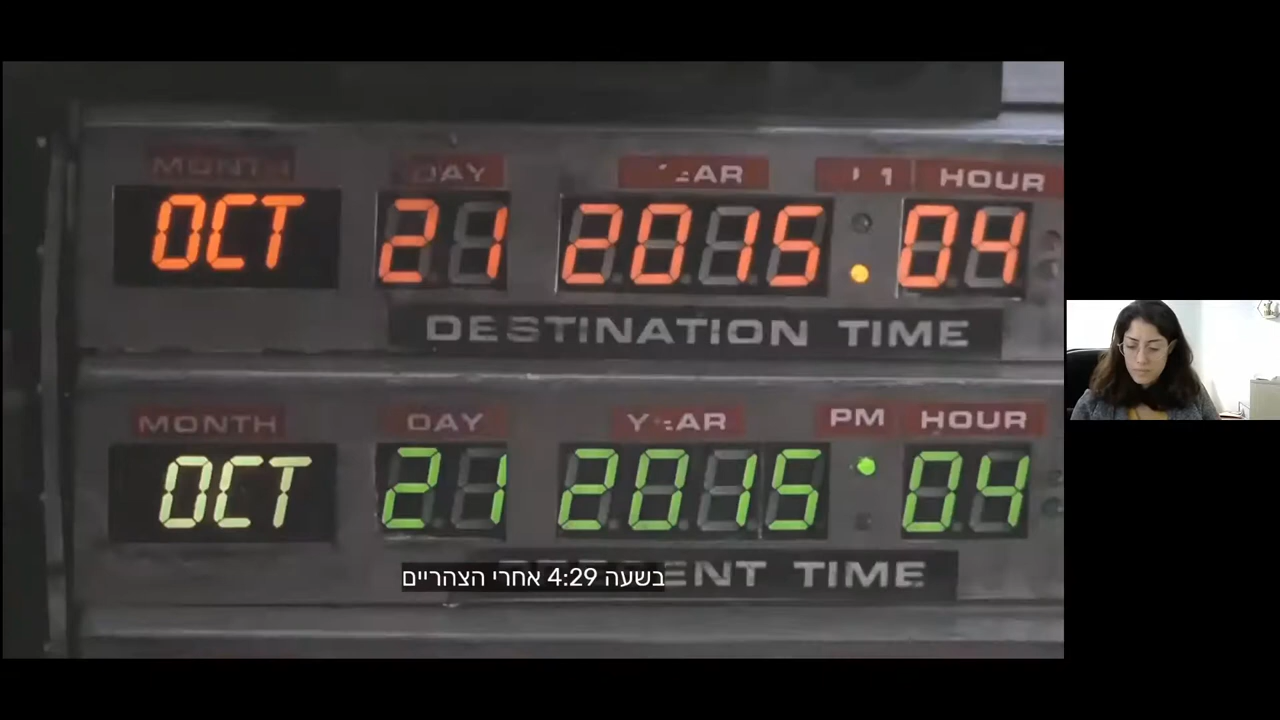 MONTH DAY HOUR
OCT 21 2015 04
DESTINATION TIME
MONTH DAY YEAR PM HOUR
OCT 21 2015 04
TIME
בשעה 4:29 אחרי הצהריים